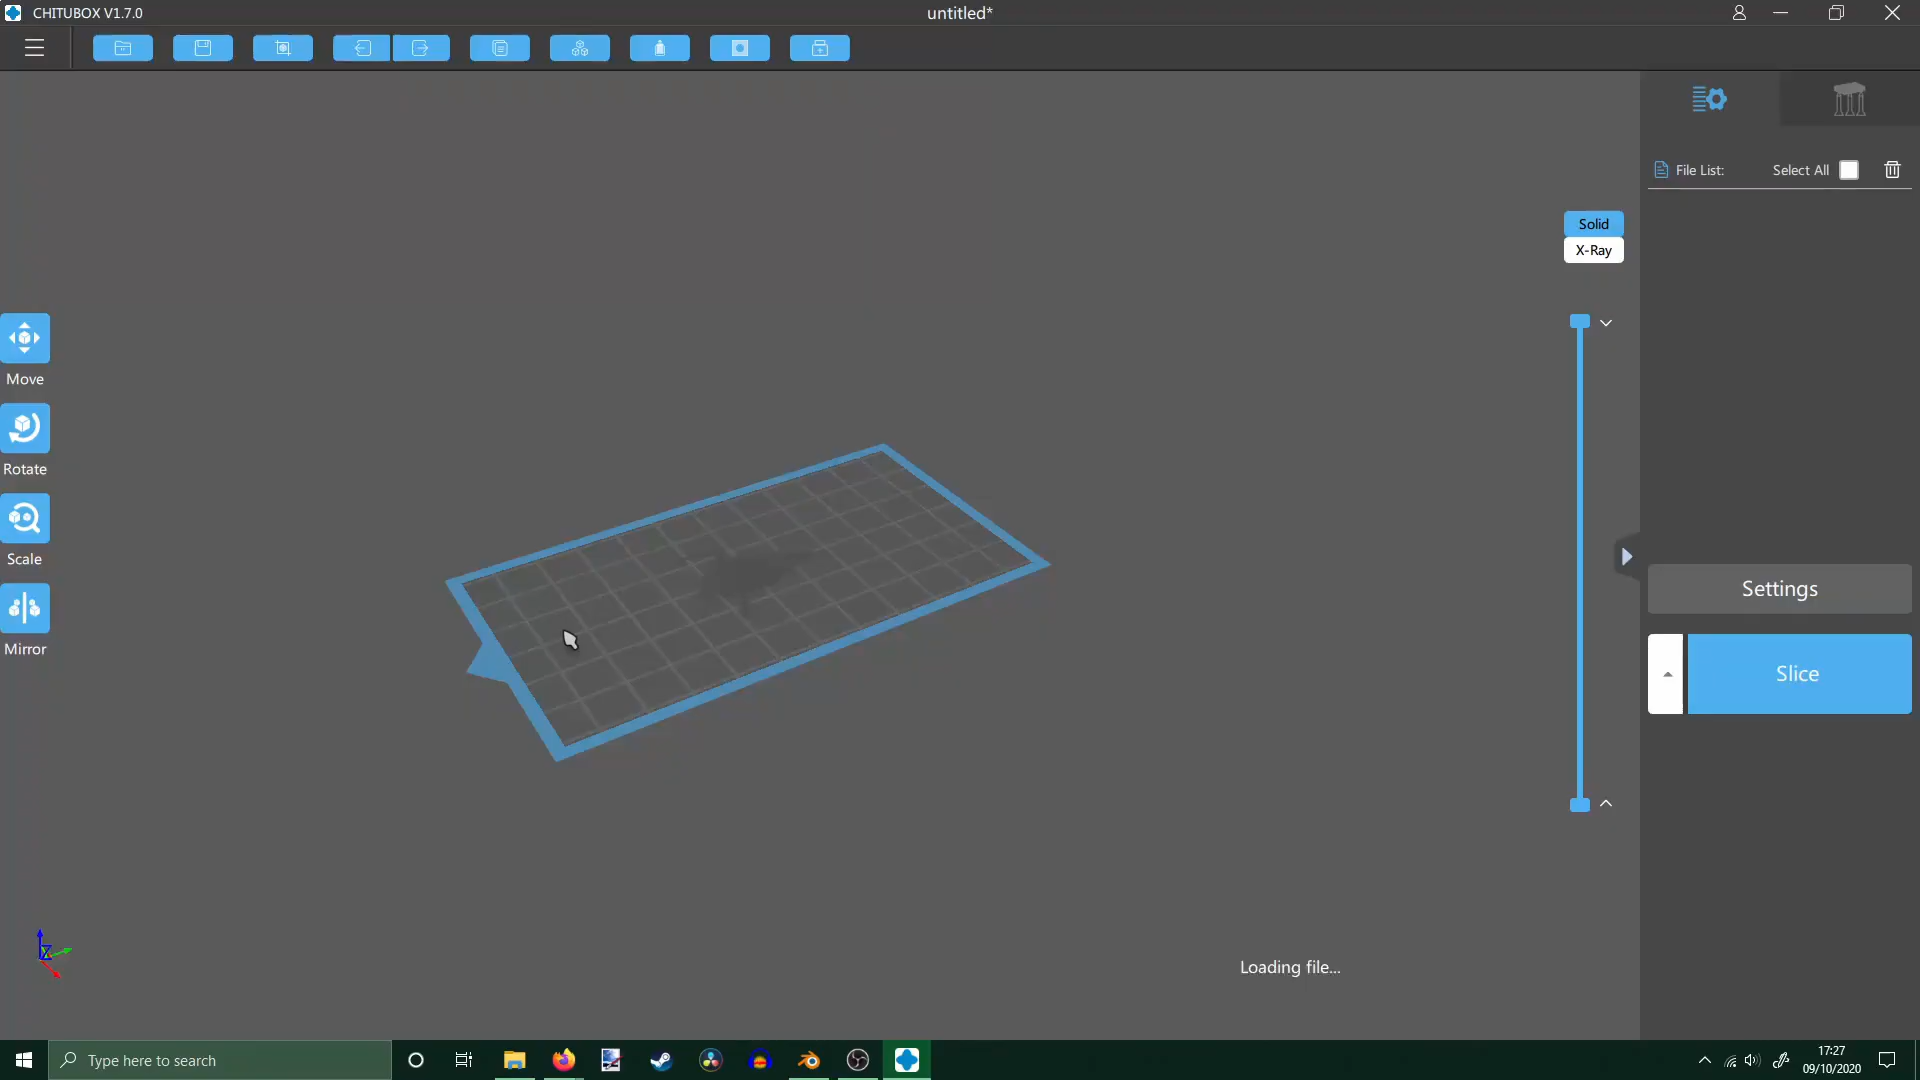 CHITUBOX V1.7.0
untitled*
File List:
Select All
Solid
X-Ray
Move
Rotate
Scale
Mirror
Settings
Slice
Z
Loading file...
Type here to search
17:27
09/10/2020